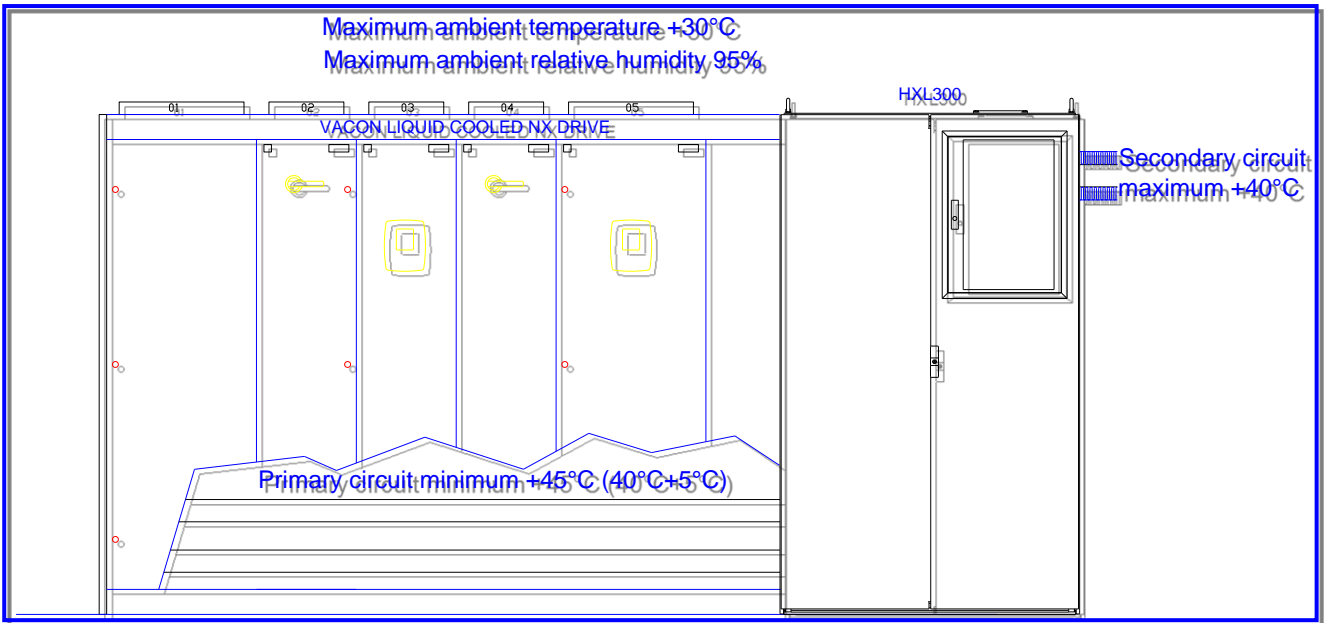 Maximum ambient temperature +30°C
Maximum ambient relative humidity 95%
HXL300
01 02 03 04 05
VACON LIQUID COOLED NX DRIVE
Secondary circuit
maximum +40°C
Primary circuit minimum +45°C (40°C+5°C)